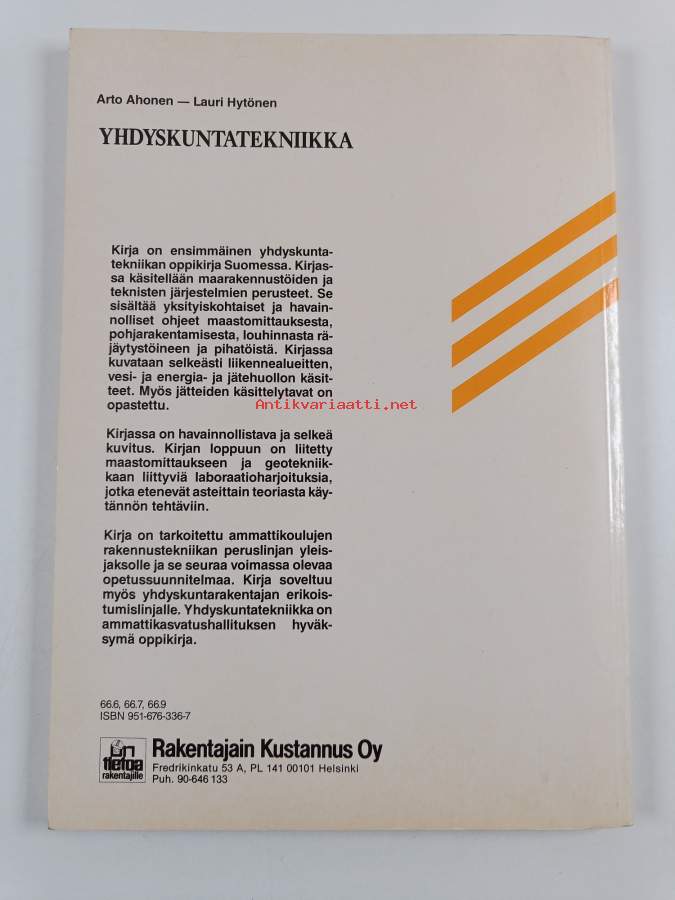 Arto Ahonen — Lauri Hytönen
YHDYSKUNTATEKNIIKKA
Kirja on ensimmäinen yhdyskunta-
tekniikan oppikirja Suomessa. Kirjas-
sa käsitellään maarakennustöiden ja
teknisten järjestelmien perusteet. Se
sisältää yksityiskohtaiset ja havain-
nolliset ohjeet maastomittauksesta,
pohjarakentamisesta, louhinnasta rä-
jäytystöineen ja pihatöistä. Kirjassa
kuvataan selkeästi liikennealueitten,
vesi- ja energia- ja jätehuollon käsit-
teet. Myös jätteiden käsittelytavat on
opastettu.
Antikvariaatti.net
Kirjassa on havainnollistava ja selkeä
kuvitus. Kirjan loppuun on liitetty
maastomittaukseen ja geotekniik-
kaan liittyviä laboraatioharjoituksia,
jotka etenevät asteittain teoriasta käy-
tännön tehtäviin.
Kirja on tarkoitettu ammattikoulujen
rakennustekniikan peruslinjan yleis-
jaksolle ja se seuraa voimassa olevaa
opetussuunnitelmaa. Kirja soveltuu
myös yhdyskuntarakentajan erikois-
tumislinjalle. Yhdyskuntatekniikka on
ammattikasvatushallituksen hyväk-
symä oppikirja.
66.6, 66.7, 66.9
ISBN 951-676-336-7
on
tietoa
rakentajille
Rakentajain Kustannus Oy
Fredrikinkatu 53 A, PL 141 00101 Helsinki
Puh. 90-646 133